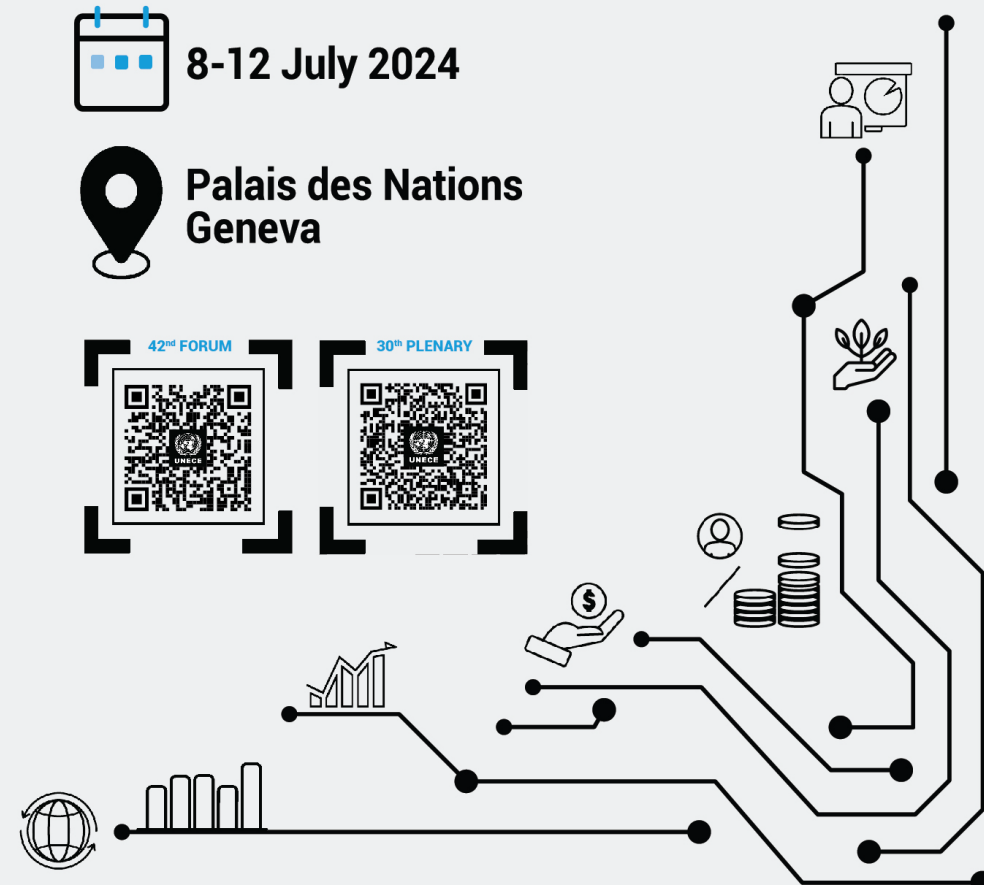 8-12 July 2024
Palais des Nations
Geneva
42nd FORUM
30th PLENARY
UNECE
UNECE
$